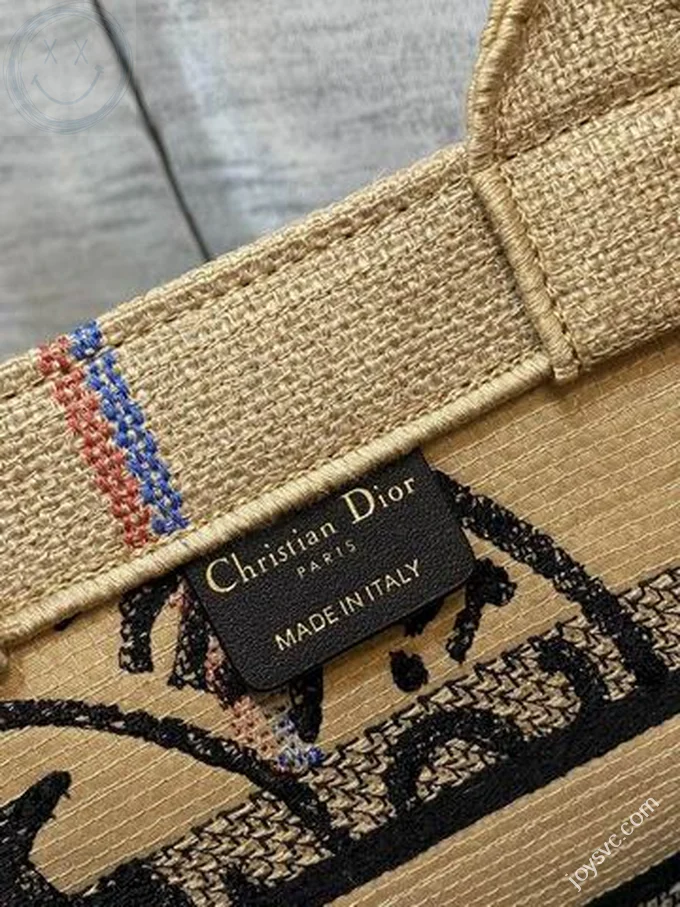 Christian Dior
PARIS
MADE IN ITALY
joysvc.com